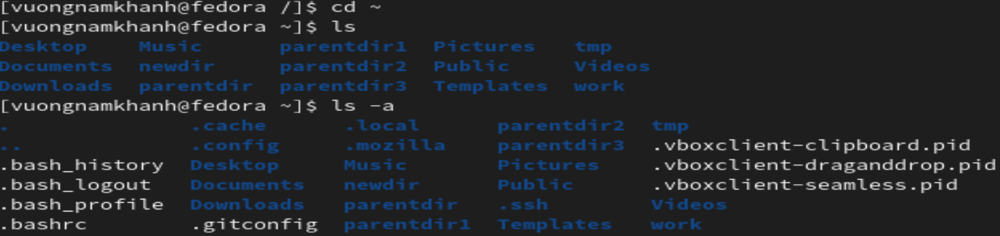 [vuongnamkhanh@fedora /]$ cd ~
[vuongnamkhanh@fedora ~]$ ls
Desktop    Music      parentdir1  Pictures   tmp
Documents  newdir     parentdir2  Public     Videos
Downloads  parentdir  parentdir3  Templates  work
[vuongnamkhanh@fedora ~]$ ls -a
.              .cache      .local      parentdir2  tmp
..             .config     .mozilla    parentdir3  .vboxclient-clipboard.pid
.bash_history  Desktop     Music       Pictures    .vboxclient-draganddrop.pid
.bash_logout   Documents   newdir      Public      .vboxclient-seamless.pid
.bash_profile  Downloads   parentdir   .ssh        Videos
.bashrc        .gitconfig  parentdir1  Templates   work